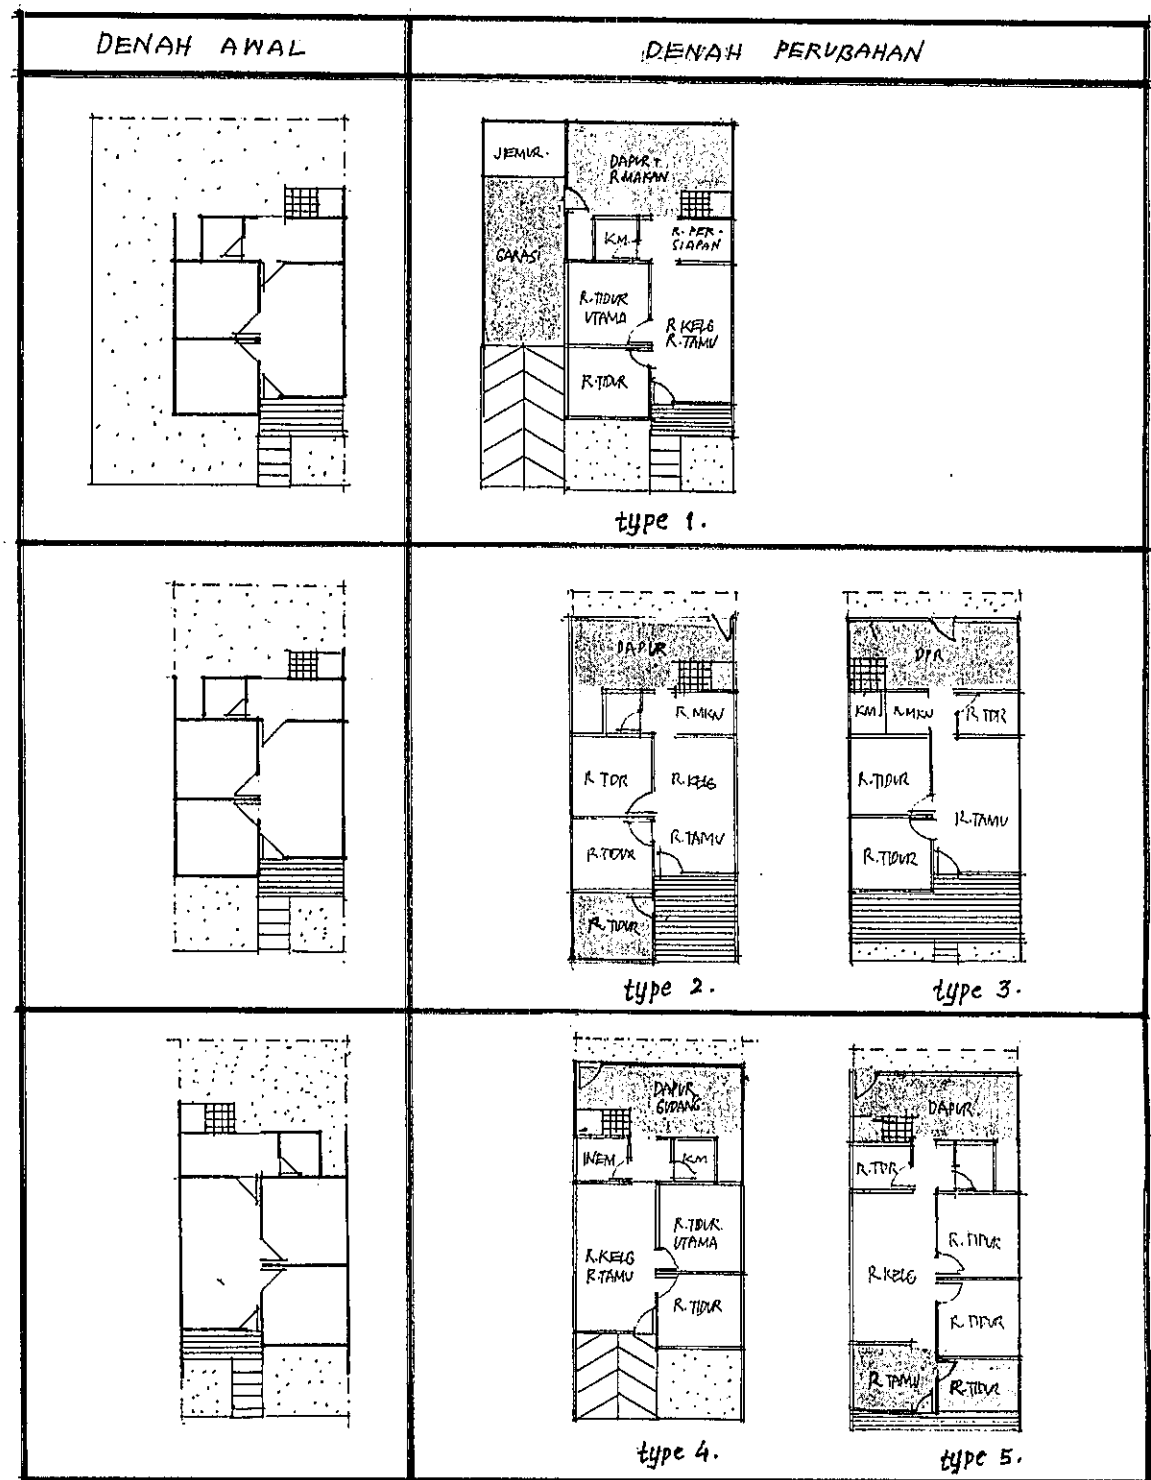 DENAH AWAL
DENAH PERUBAHAN
JEMUR.
DAPUR +
R.MAKAN
GARASI
KM.
R. PER-
SIAPAN
R.TIDUR
UTAMA
R KELG
R.TAMU
R.TIDUR
type 1.
DAPUR
R.MKN
R TDR
R.KELG
R.TAMU
R.TIDUR
R.TIDUR
type 2.
DPR
KM
R.MKN
R.TDR
R.TIDUR
R.TAMU
R.TIDUR
type 3.
DAPUR
GUDANG
INEM
KM
R.TIDUR.
UTAMA
R.KELG
R.TAMU
R.TIDUR
type 4.
DAPUR
R.TDR
R.TIDUR
R.KELG
R.TIDUR
R TAMU
R.TIDUR
type 5.